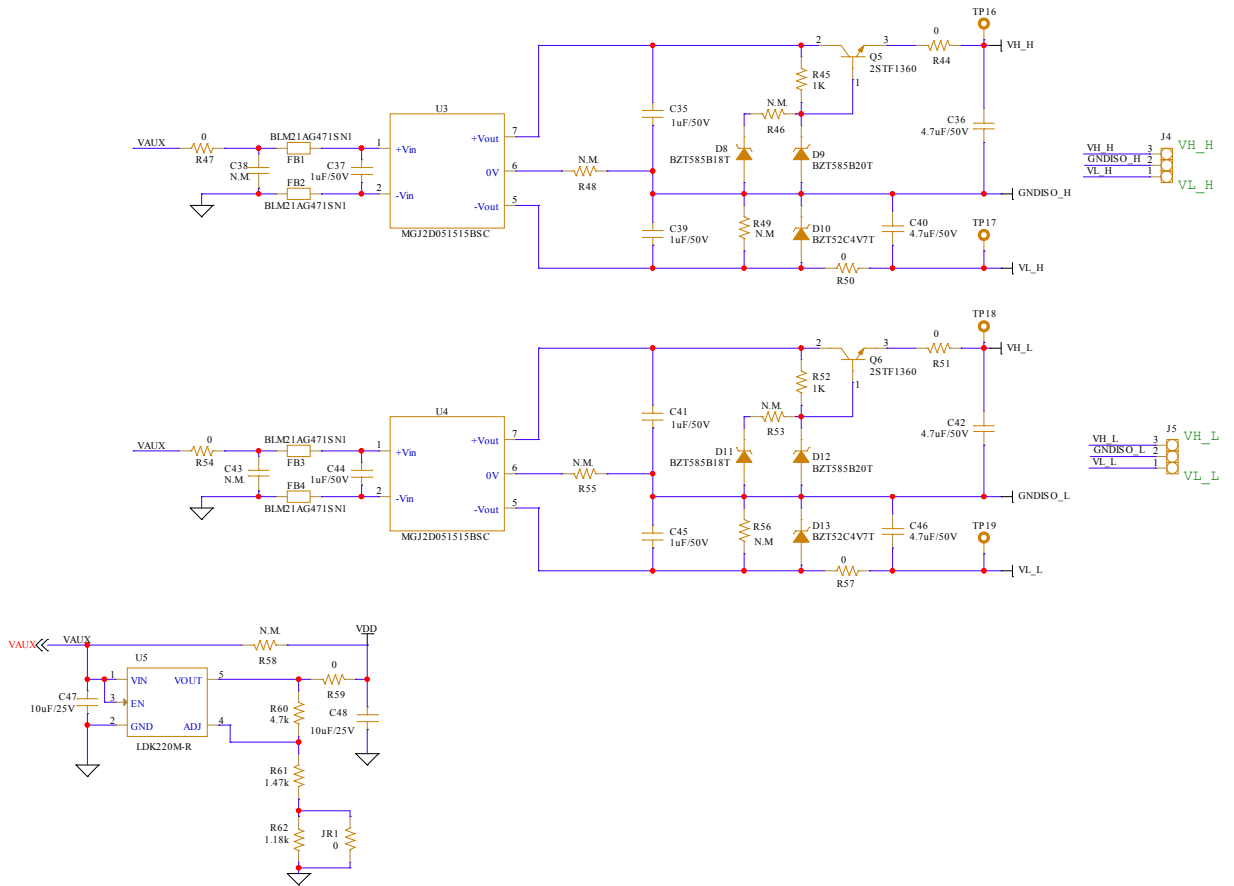 TP16
2
3
0
VH_H
Q5
2STF1360
R44
1
R45
1K
U3
C35
1uF/50V
N.M.
R46
C36
4.7uF/50V
+Vout
7
VAUX
0
R47
BLM21AG471SN1
FB1
1
+Vin
D8
BZT585B18T
D9
BZT585B20T
J4
VH_H
3
VH_H
GNDISO_H
2
VL_H
1
VL_H
C38
N.M.
C37
1uF/50V
0V
6
N.M.
R48
FB2
BLM21AG471SN1
2
-Vin
GNDISO_H
-Vout
5
MGJ2D051515BSC
C39
1uF/50V
R49
N.M
D10
BZT52C4V7T
C40
4.7uF/50V
TP17
0
R50
VL_H
TP18
2
3
0
VH_L
Q6
2STF1360
R51
1
R52
1K
U4
C41
1uF/50V
N.M.
R53
C42
4.7uF/50V
+Vout
7
VAUX
0
R54
BLM21AG471SN1
FB3
1
+Vin
D11
BZT585B18T
D12
BZT585B20T
J5
VH_L
3
VH_L
GNDISO_L
2
VL_L
1
VL_L
C43
N.M.
C44
1uF/50V
0V
6
N.M.
R55
FB4
BLM21AG471SN1
2
-Vin
GNDISO_L
-Vout
5
MGJ2D051515BSC
C45
1uF/50V
R56
N.M
D13
BZT52C4V7T
C46
4.7uF/50V
TP19
0
R57
VL_L
VAUX
VAUX
N.M.
R58
VDD
U5
1
VIN
VOUT
5
0
R59
3
EN
C47
10uF/25V
2
GND
ADJ
4
LDK220M-R
R60
4.7k
C48
10uF/25V
R61
1.47k
R62
1.18k
JR1
0